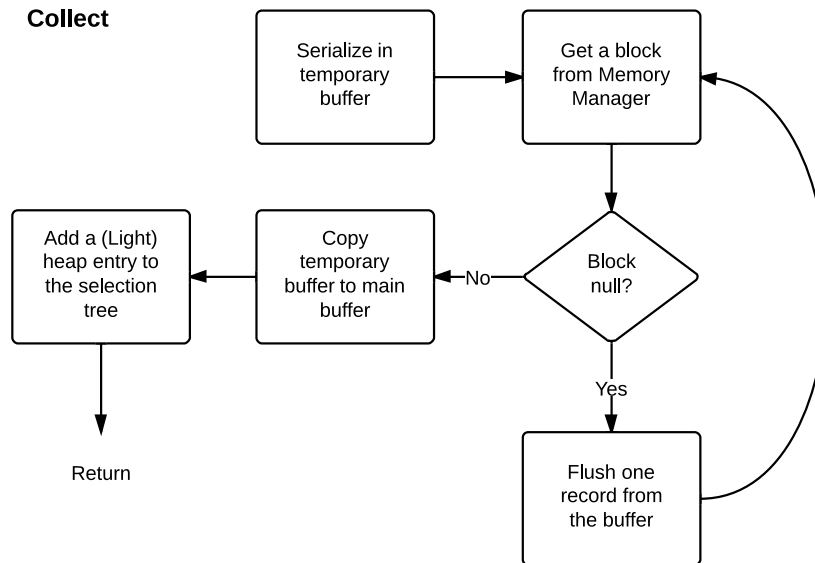 Collect
Serialize in
temporary
buffer
Get a block
from Memory
Manager
Add a (Light)
heap entry to
the selection
tree
Copy
temporary
buffer to main
buffer
No
Block
null?
Yes
Return
Flush one
record from
the buffer